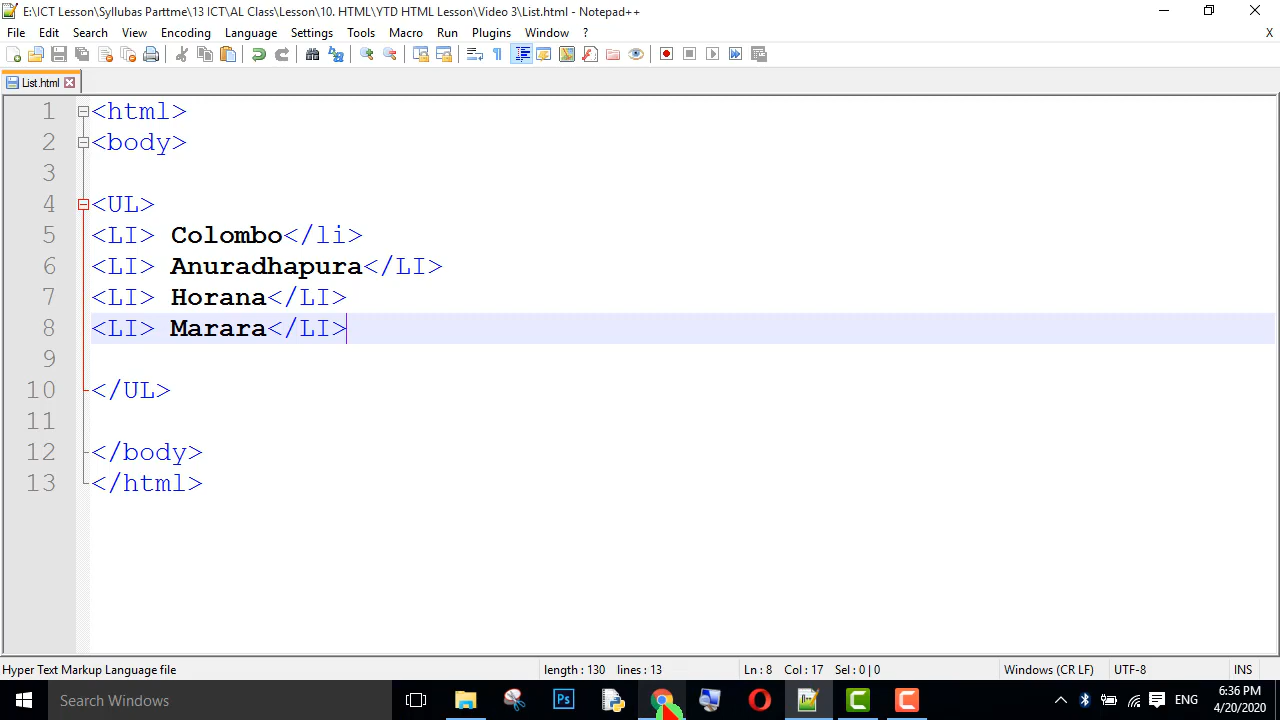 E:\ICT Lesson\Syllubas Parttme\13 ICT\AL Class\Lesson\10. HTML\YTD HTML Lesson\Video 3\List.html - Notepad++
File Edit Search View Encoding Language Settings Tools Macro Run Plugins Window ? X
List.html
1 <html>
2 <body>
3
4 <UL>
5 <LI> Colombo</li>
6 <LI> Anuradhapura</LI>
7 <LI> Horana</LI>
8 <LI> Marara</LI>
9
10 </UL>
11
12 </body>
13 </html>
Hyper Text Markup Language file length : 130 lines : 13 Ln : 8 Col : 17 Sel : 0 | 0 Windows (CR LF) UTF-8 INS
Search Windows Ps ENG 6:36 PM
4/20/2020